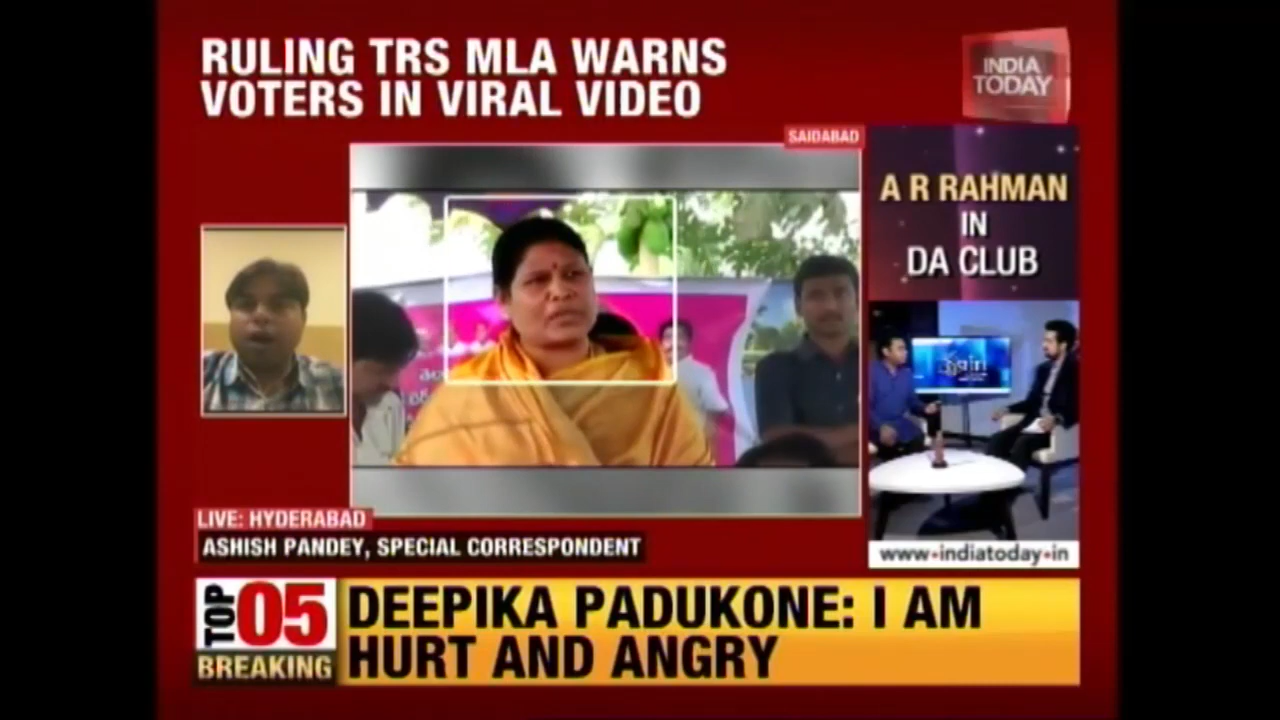 RULING TRS MLA WARNS
VOTERS IN VIRAL VIDEO
INDIA
TODAY
SAIDABAD
A R RAHMAN
IN
DA CLUB
LIVE: HYDERABAD
ASHISH PANDEY, SPECIAL CORRESPONDENT
www•indiatoday•in
TOP 05
BREAKING
DEEPIKA PADUKONE: I AM
HURT AND ANGRY